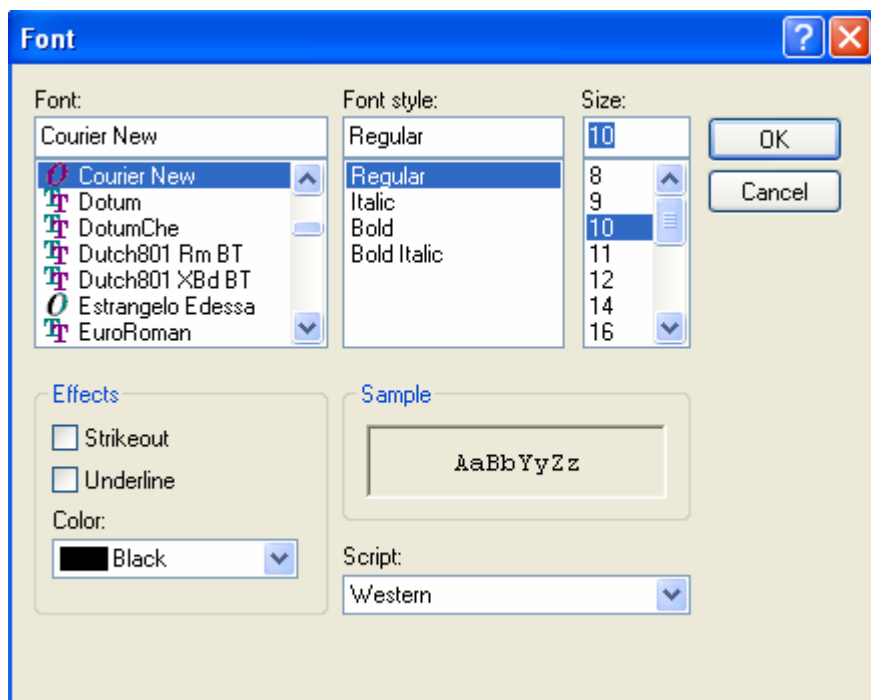 Font
Font:
Font style:
Size:
Courier New
Regular
10
OK
Cancel
Courier New
Dotum
DotumChe
Dutch801 Rm BT
Dutch801 XBd BT
Estrangelo Edessa
EuroRoman
Regular
Italic
Bold
Bold Italic
8
9
10
11
12
14
16
Effects
Strikeout
Underline
Color:
Black
Sample
AaBbYyZz
Script:
Western